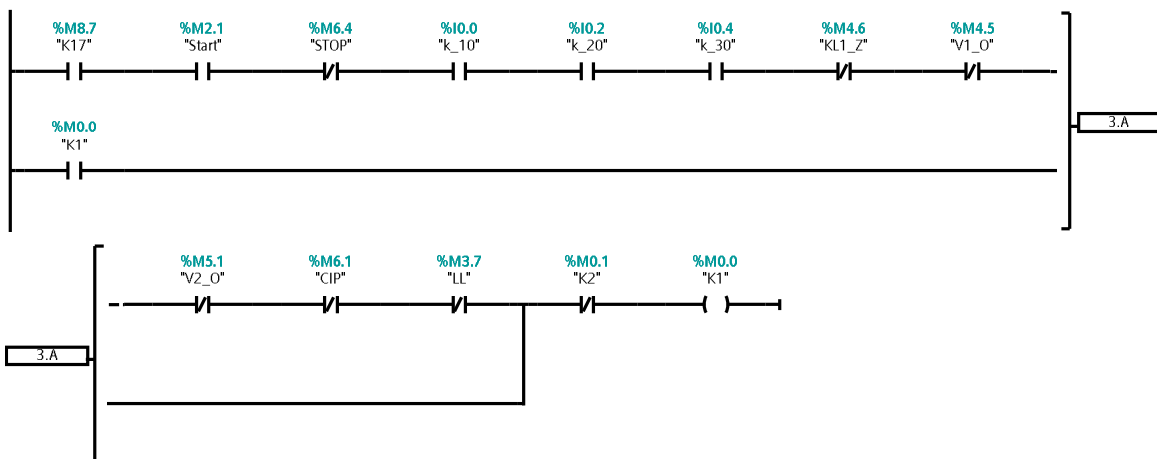 %M8.7 %M2.1 %M6.4 %I0.0 %I0.2 %I0.4 %M4.6 %M4.5
"K17" "Start" "STOP" "k_10" "k_20" "k_30" "KL1_Z" "V1_O"
3.A
%M0.0
"K1"
%M5.1 %M6.1 %M3.7 %M0.1 %M0.0
"V2_O" "CIP" "LL" "K2" "K1"
3.A